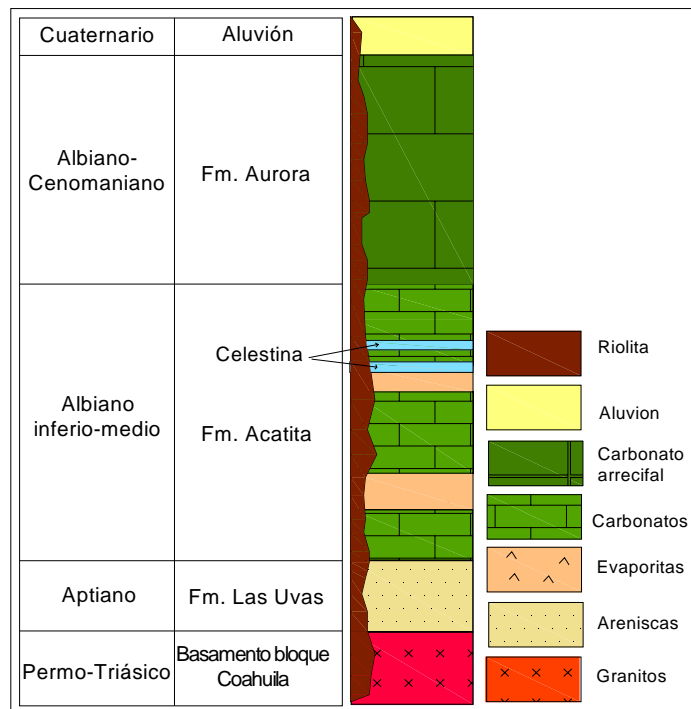 Cuaternario
Aluvión
Albiano-
Cenomaniano
Fm. Aurora
Celestina
Albiano
inferio-medio
Fm. Acatita
Aptiano
Fm. Las Uvas
Permo-Triásico
Basamento bloque
Coahuila
Riolita
Aluvion
Carbonato
arrecifal
Carbonatos
Evaporitas
Areniscas
Granitos